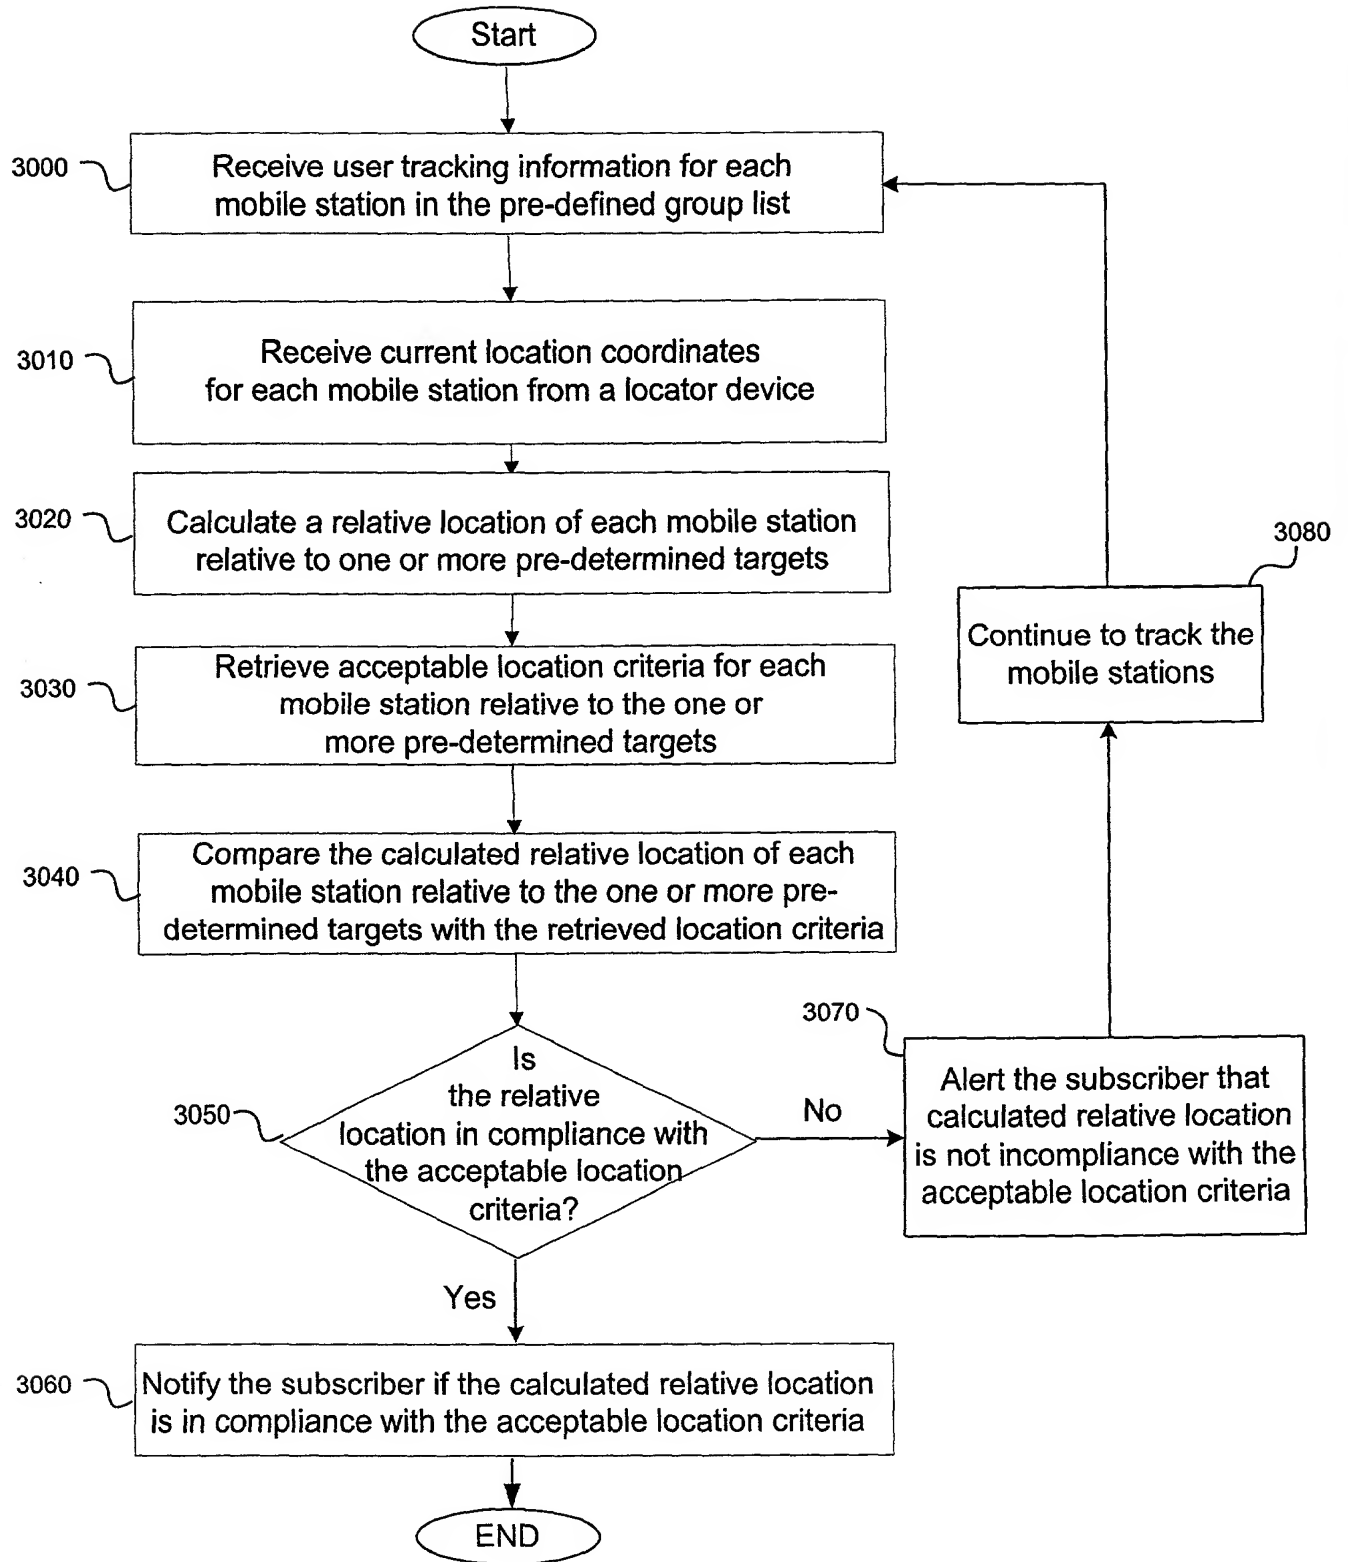 Start
3000
Receive user tracking information for each
mobile station in the pre-defined group list
3010
Receive current location coordinates
for each mobile station from a locator device
3020
Calculate a relative location of each mobile station
relative to one or more pre-determined targets
3080
Continue to track the
mobile stations
3030
Retrieve acceptable location criteria for each
mobile station relative to the one or
more pre-determined targets
3040
Compare the calculated relative location of each
mobile station relative to the one or more pre-
determined targets with the retrieved location criteria
3050
Is
the relative
location in compliance with
the acceptable location
criteria?
No
3070
Alert the subscriber that
calculated relative location
is not incompliance with the
acceptable location criteria
Yes
3060
Notify the subscriber if the calculated relative location
is in compliance with the acceptable location criteria
END